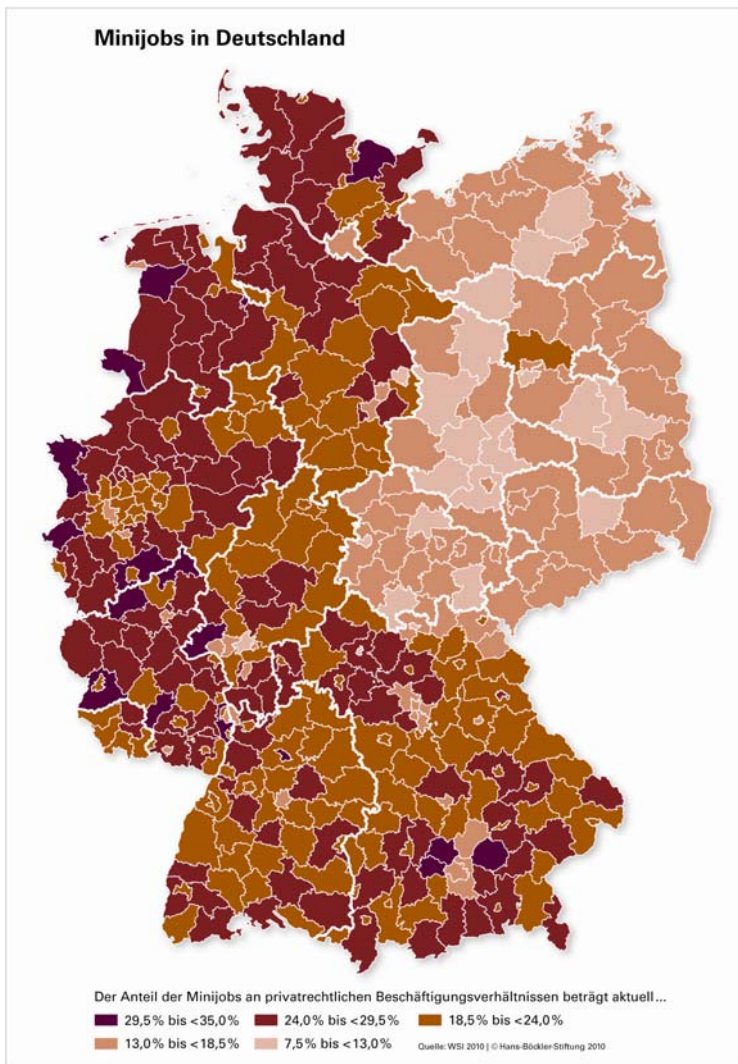 Minijobs in Deutschland
Der Anteil der Minijobs an privatrechtlichen Beschäftigungsverhältnissen beträgt aktuell...
29,5% bis <35,0% 24,0% bis <29,5% 18,5% bis <24,0%
13,0% bis <18,5% 7,5% bis <13,0% Quelle: WSI 2010 | © Hans-Böckler-Stiftung 2010